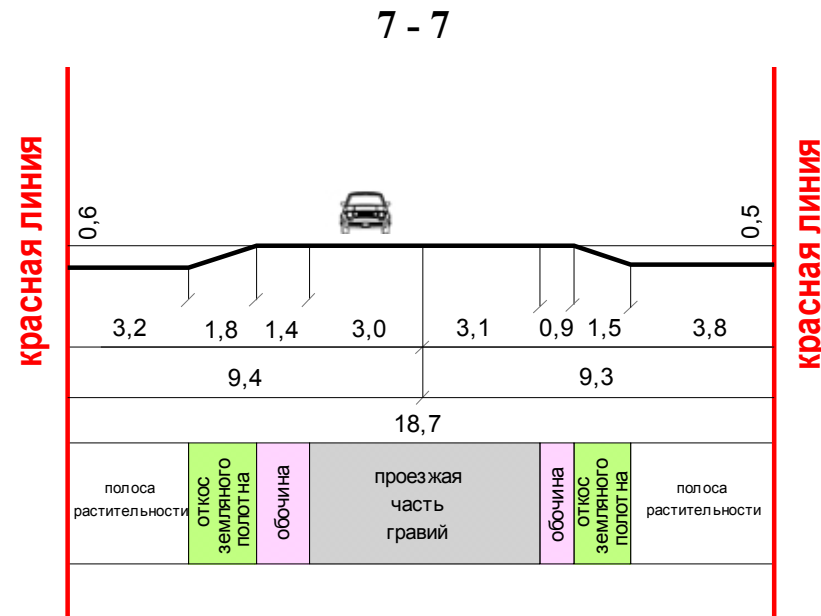 7 - 7
красная линия
красная линия
0,6
0,5
3,2 1,8 1,4 3,0 3,1 0,9 1,5 3,8
9,4 9,3
18,7
полоса
растительности
откос
земляного
полотна
обочина
проезжая
часть
гравий
обочина
откос
земляного
полотна
полоса
растительности